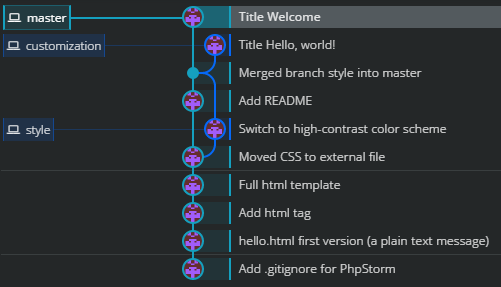 master
Title Welcome
customization
Title Hello, world!
Merged branch style into master
Add README
style
Switch to high-contrast color scheme
Moved CSS to external file
Full html template
Add html tag
hello.html first version (a plain text message)
Add .gitignore for PhpStorm